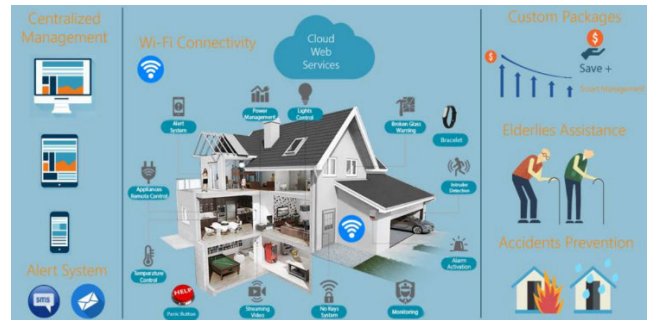 Centralized
Management
Alert System
sms
Wi-Fi Connectivity
Cloud
Web
Services
Alert
System
Power
Management
Lights
Control
Broken Glass
Warning
Bracelet
Appliances
Remote Control
Intruder
Detection
Temperature
Control
HELP
Panic Button
Streaming
Video
No Keys
System
Monitoring
Alarm
Activation
Custom Packages
$
$
Save +
Smart Management
Elderlies Assistance
Accidents Prevention